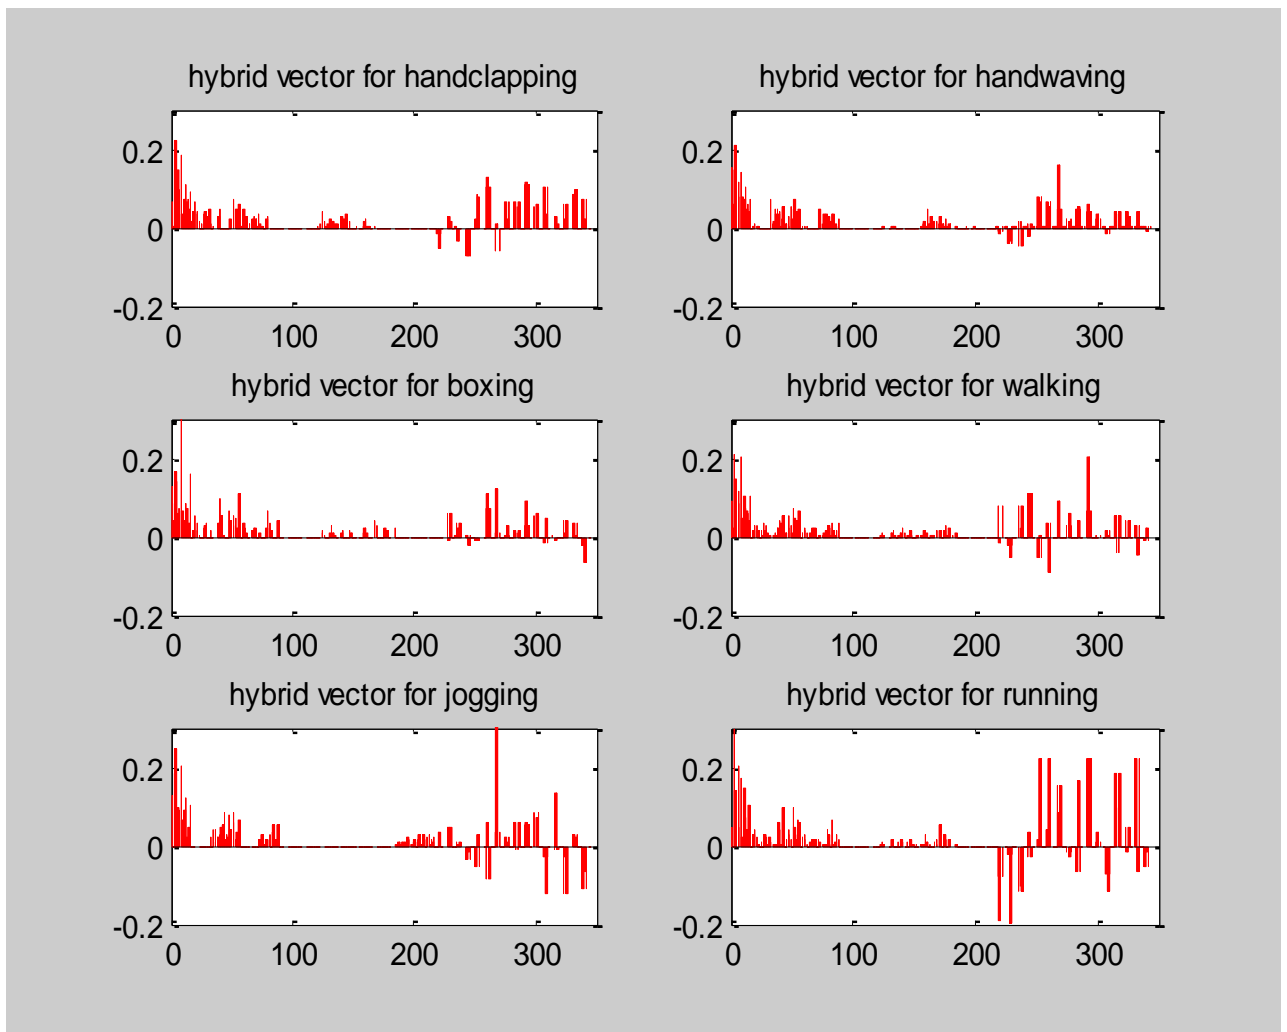 hybrid vector for handclapping
hybrid vector for handwaving
0.2
0
-0.2
0 100 200 300
0.2
0
-0.2
0 100 200 300
hybrid vector for boxing
hybrid vector for walking
0.2
0
-0.2
0 100 200 300
0.2
0
-0.2
0 100 200 300
hybrid vector for jogging
hybrid vector for running
0.2
0
-0.2
0 100 200 300
0.2
0
-0.2
0 100 200 300